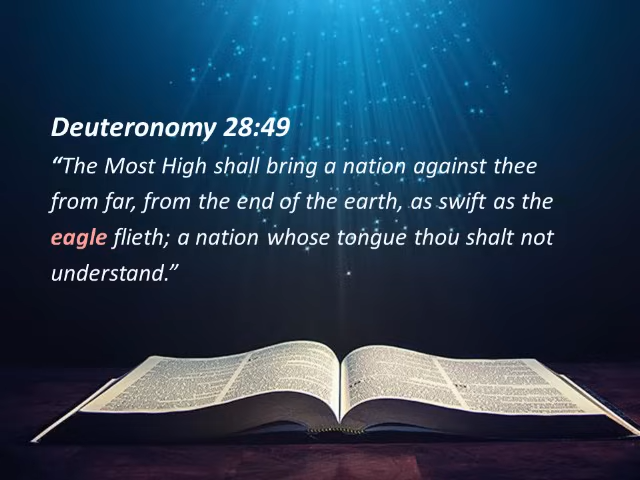 Deuteronomy 28:49
“The Most High shall bring a nation against thee
from far, from the end of the earth, as swift as the
eagle flieth; a nation whose tongue thou shalt not
understand.”